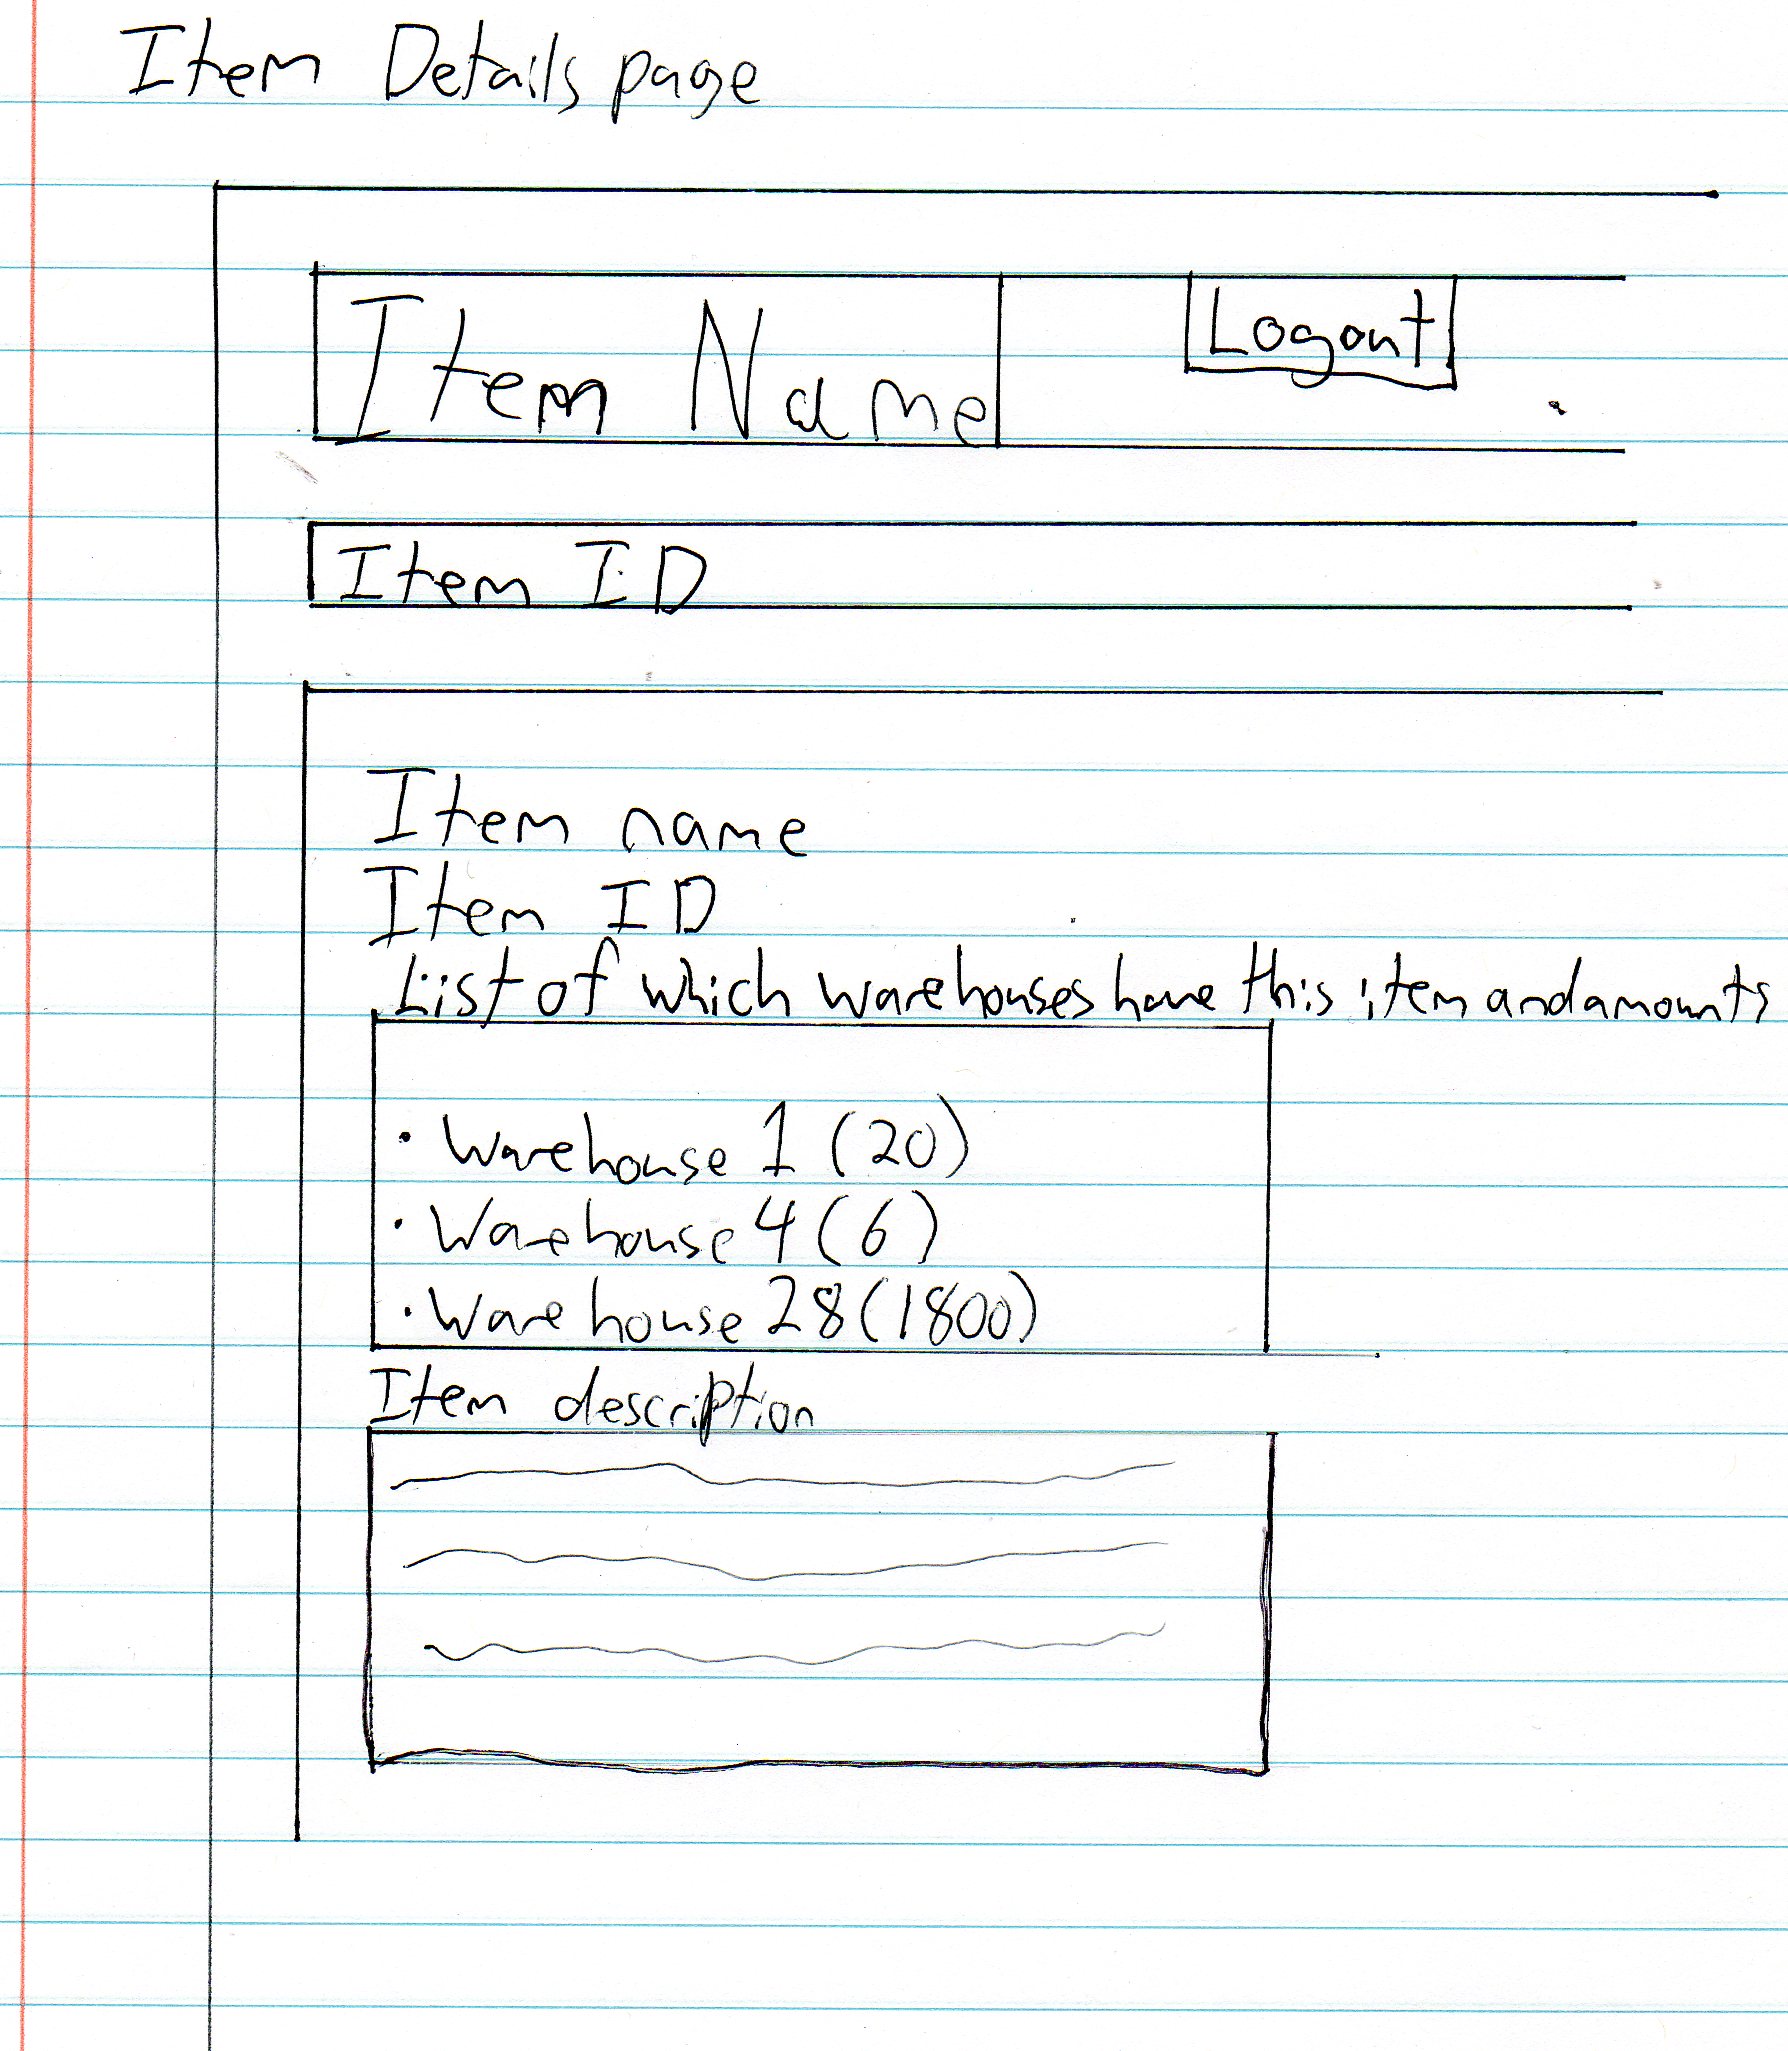 Item Details page
Item Name
Logout
Item ID
Item name
Item ID
List of which warehouses have this item and amounts
• Warehouse 1 (20)
• Warehouse 4 (6)
• Warehouse 28 (1800)
Item description